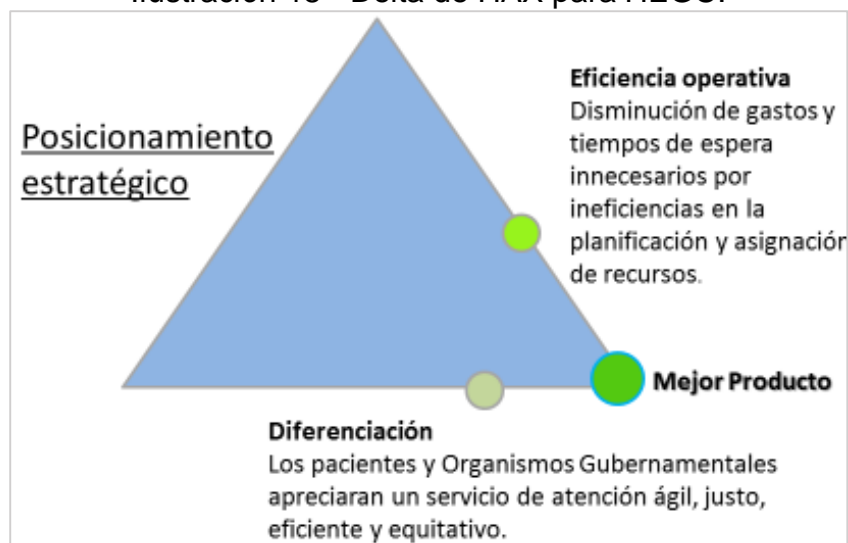 Posicionamiento
estratégico
Eficiencia operativa
Disminución de gastos y
tiempos de espera
innecesarios por
ineficiencias en la
planificación y asignación
de recursos.
Mejor Producto
Diferenciación
Los pacientes y Organismos Gubernamentales
apreciaran un servicio de atención ágil, justo,
eficiente y equitativo.